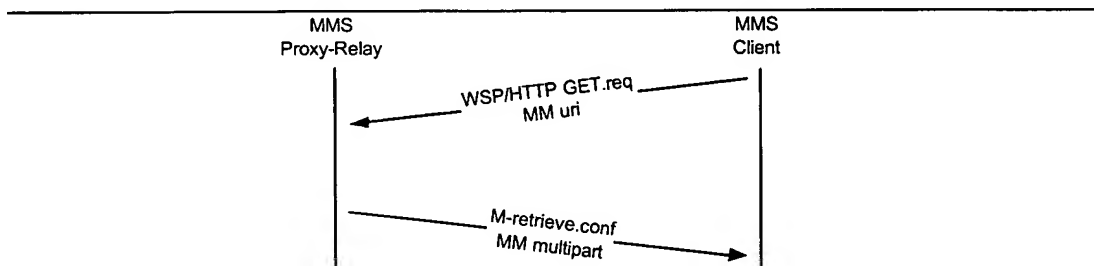 MMS
Proxy-Relay
MMS
Client
WSP/HTTP GET.req
MM uri
M-retrieve.conf
MM multipart